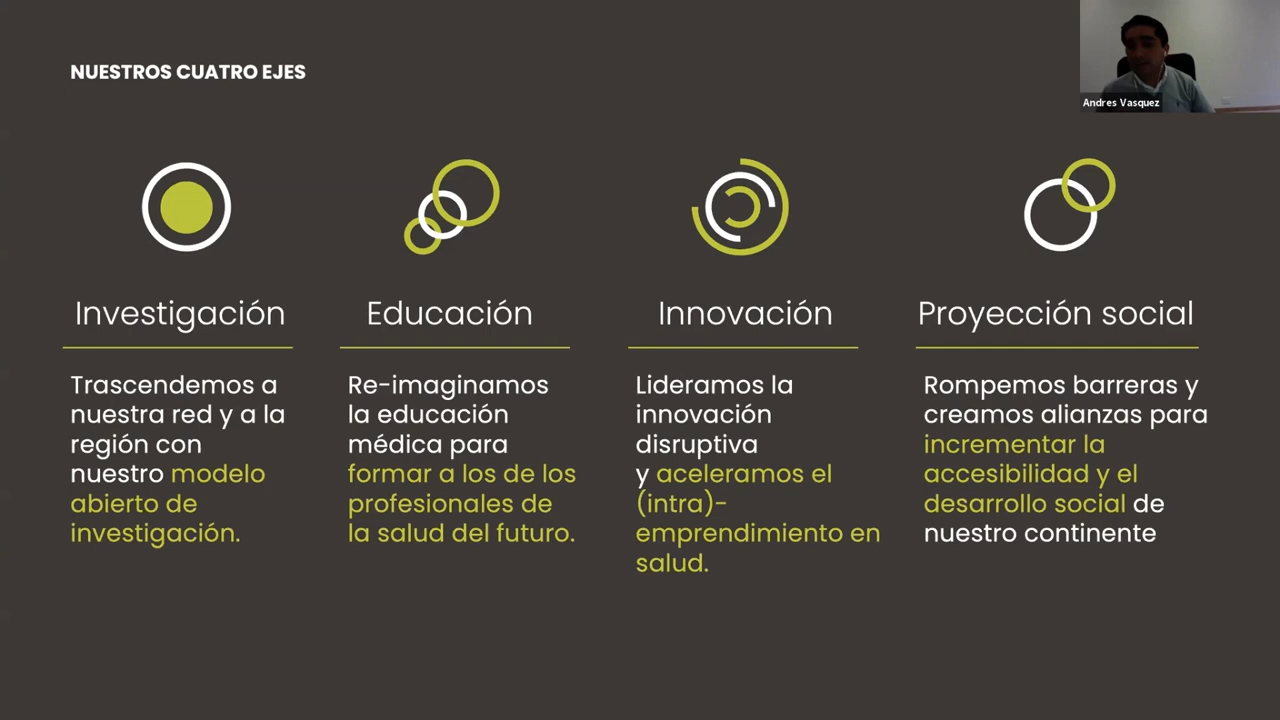 NUESTROS CUATRO EJES
Andres Vasquez
Investigación
Trascendemos a
nuestra red y a la
región con
nuestro modelo
abierto de
investigación.
Educación
Re-imaginamos
la educación
médica para
formar a los de los
profesionales de
la salud del futuro.
Innovación
Lideramos la
innovación
disruptiva
y aceleramos el
(intra)-
emprendimiento en
salud.
Proyección social
Rompemos barreras y
creamos alianzas para
incrementar la
accesibilidad y el
desarrollo social de
nuestro continente